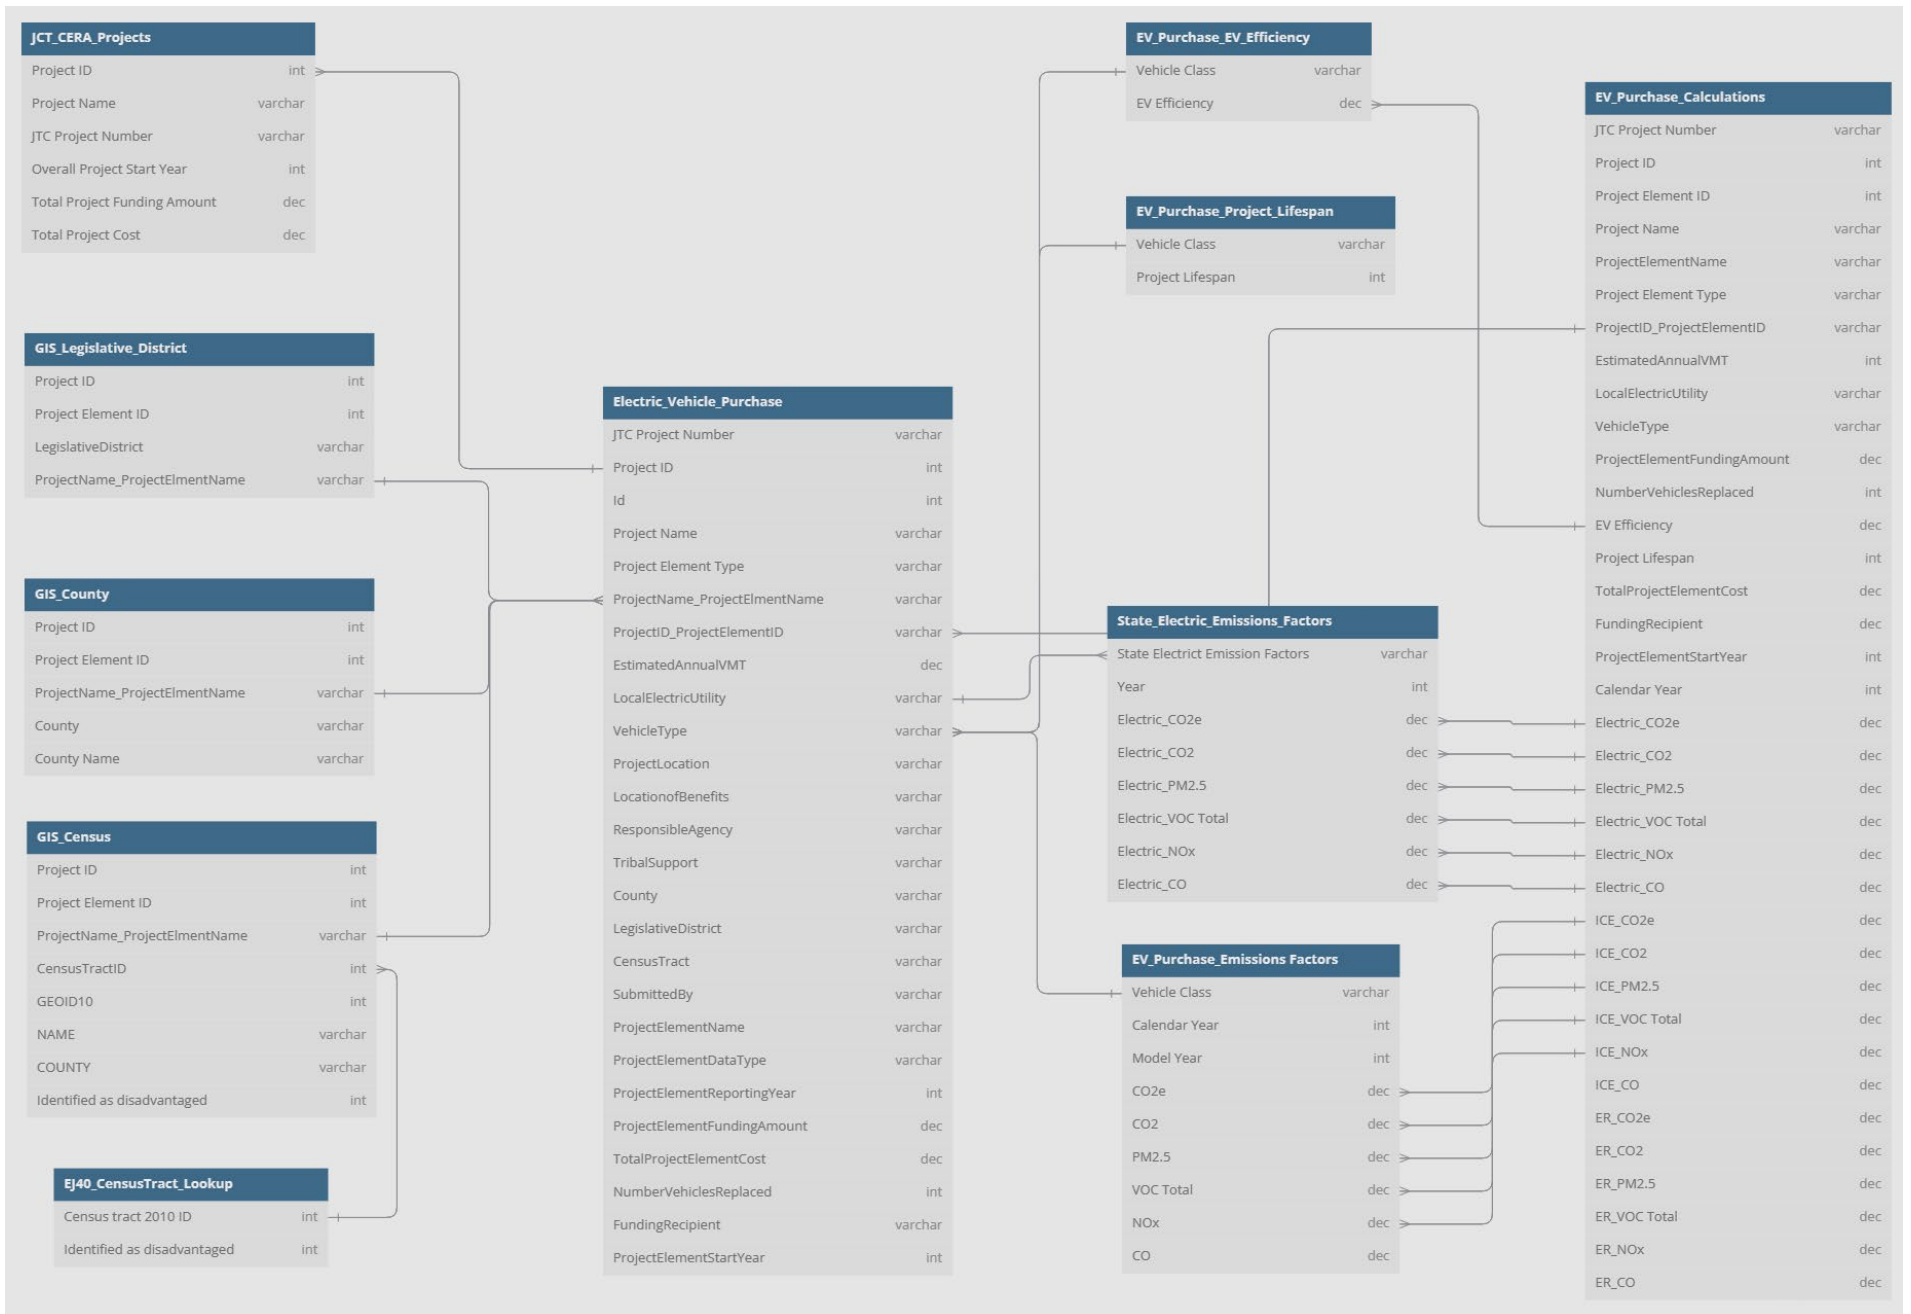 JCT_CERA_Projects
Project ID int
Project Name varchar
JTC Project Number varchar
Overall Project Start Year int
Total Project Funding Amount dec
Total Project Cost dec
GIS_Legislative_District
Project ID int
Project Element ID int
LegislativeDistrict varchar
ProjectName_ProjectElmentName varchar
GIS_County
Project ID int
Project Element ID int
ProjectName_ProjectElmentName varchar
County varchar
County Name varchar
GIS_Census
Project ID int
Project Element ID int
ProjectName_ProjectElmentName varchar
CensusTractID int
GEOID10 int
NAME varchar
COUNTY varchar
Identified as disadvantaged int
EJ40_CensusTract_Lookup
Census tract 2010 ID int
Identified as disadvantaged int
Electric_Vehicle_Purchase
JTC Project Number varchar
Project ID int
Id int
Project Name varchar
Project Element Type varchar
ProjectName_ProjectElmentName varchar
ProjectID_ProjectElementID varchar
EstimatedAnnualVMT dec
LocalElectricUtility varchar
VehicleType varchar
ProjectLocation varchar
LocationofBenefits varchar
ResponsibleAgency varchar
TribalSupport varchar
County varchar
LegislativeDistrict varchar
CensusTract varchar
SubmittedBy varchar
ProjectElementName varchar
ProjectElementDataType varchar
ProjectElementReportingYear int
ProjectElementFundingAmount dec
TotalProjectElementCost dec
NumberVehiclesReplaced int
FundingRecipient varchar
ProjectElementStartYear int
EV_Purchase_EV_Efficiency
Vehicle Class varchar
EV Efficiency dec
EV_Purchase_Project_Lifespan
Vehicle Class varchar
Project Lifespan int
State_Electric_Emissions_Factors
State Electrict Emission Factors varchar
Year int
Electric_CO2e dec
Electric_CO2 dec
Electric_PM2.5 dec
Electric_VOC Total dec
Electric_NOx dec
Electric_CO dec
EV_Purchase_Emissions Factors
Vehicle Class varchar
Calendar Year int
Model Year int
CO2e dec
CO2 dec
PM2.5 dec
VOC Total dec
NOx dec
CO dec
EV_Purchase_Calculations
JTC Project Number varchar
Project ID int
Project Element ID int
Project Name varchar
ProjectElementName varchar
Project Element Type varchar
ProjectID_ProjectElementID varchar
EstimatedAnnualVMT int
LocalElectricUtility varchar
VehicleType varchar
ProjectElementFundingAmount dec
NumberVehiclesReplaced int
EV Efficiency dec
Project Lifespan int
TotalProjectElementCost dec
FundingRecipient dec
ProjectElementStartYear int
Calendar Year int
Electric_CO2e dec
Electric_CO2 dec
Electric_PM2.5 dec
Electric_VOC Total dec
Electric_NOx dec
Electric_CO dec
ICE_CO2e dec
ICE_CO2 dec
ICE_PM2.5 dec
ICE_VOC Total dec
ICE_NOx dec
ICE_CO dec
ER_CO2e dec
ER_CO2 dec
ER_PM2.5 dec
ER_VOC Total dec
ER_NOx dec
ER_CO dec